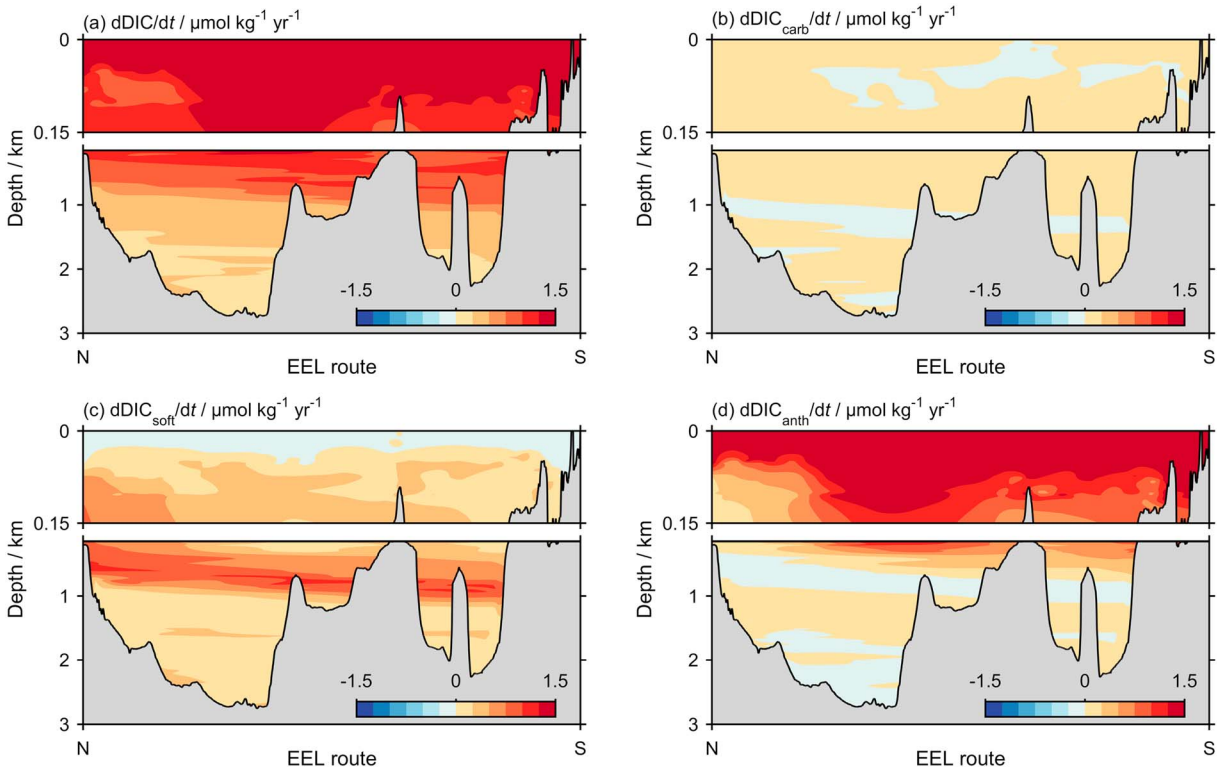 (a) dDIC/dt / µmol kg⁻¹ yr⁻¹
(b) dDIC_carb/dt / µmol kg⁻¹ yr⁻¹
0
0
0.15
0.15
Depth / km
Depth / km
1
1
2
2
-1.5 0 1.5
-1.5 0 1.5
3
3
N S
N S
EEL route
EEL route
(c) dDIC_soft/dt / µmol kg⁻¹ yr⁻¹
(d) dDIC_anth/dt / µmol kg⁻¹ yr⁻¹
0
0
0.15
0.15
Depth / km
Depth / km
1
1
2
2
-1.5 0 1.5
-1.5 0 1.5
3
3
N S
N S
EEL route
EEL route